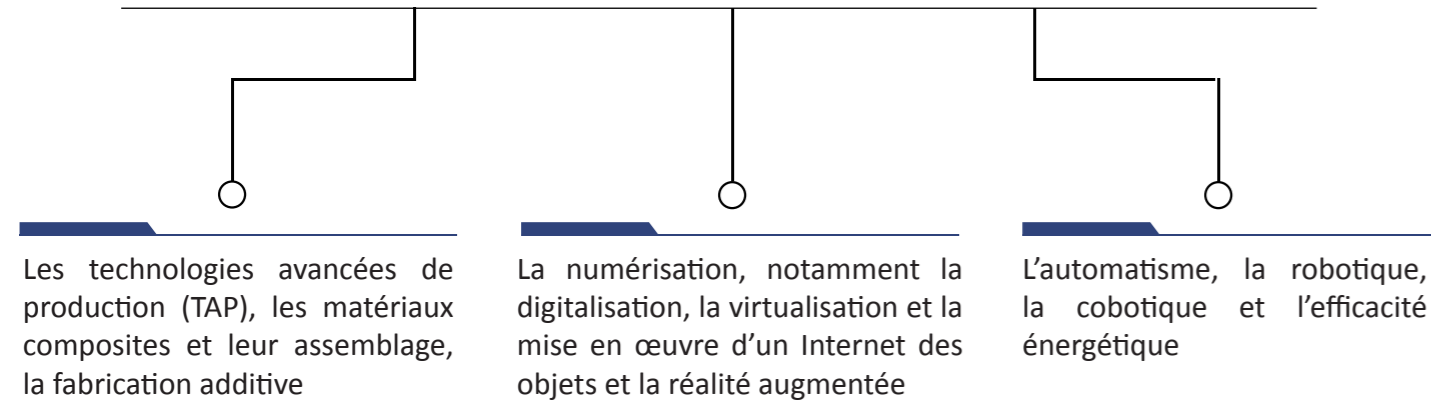 Les technologies avancées de
production (TAP), les matériaux
composites et leur assemblage,
la fabrication additive
La numérisation, notamment la
digitalisation, la virtualisation et la
mise en œuvre d’un Internet des
objets et la réalité augmentée
L’automatisme, la robotique,
la cobotique et l’efficacité
énergétique